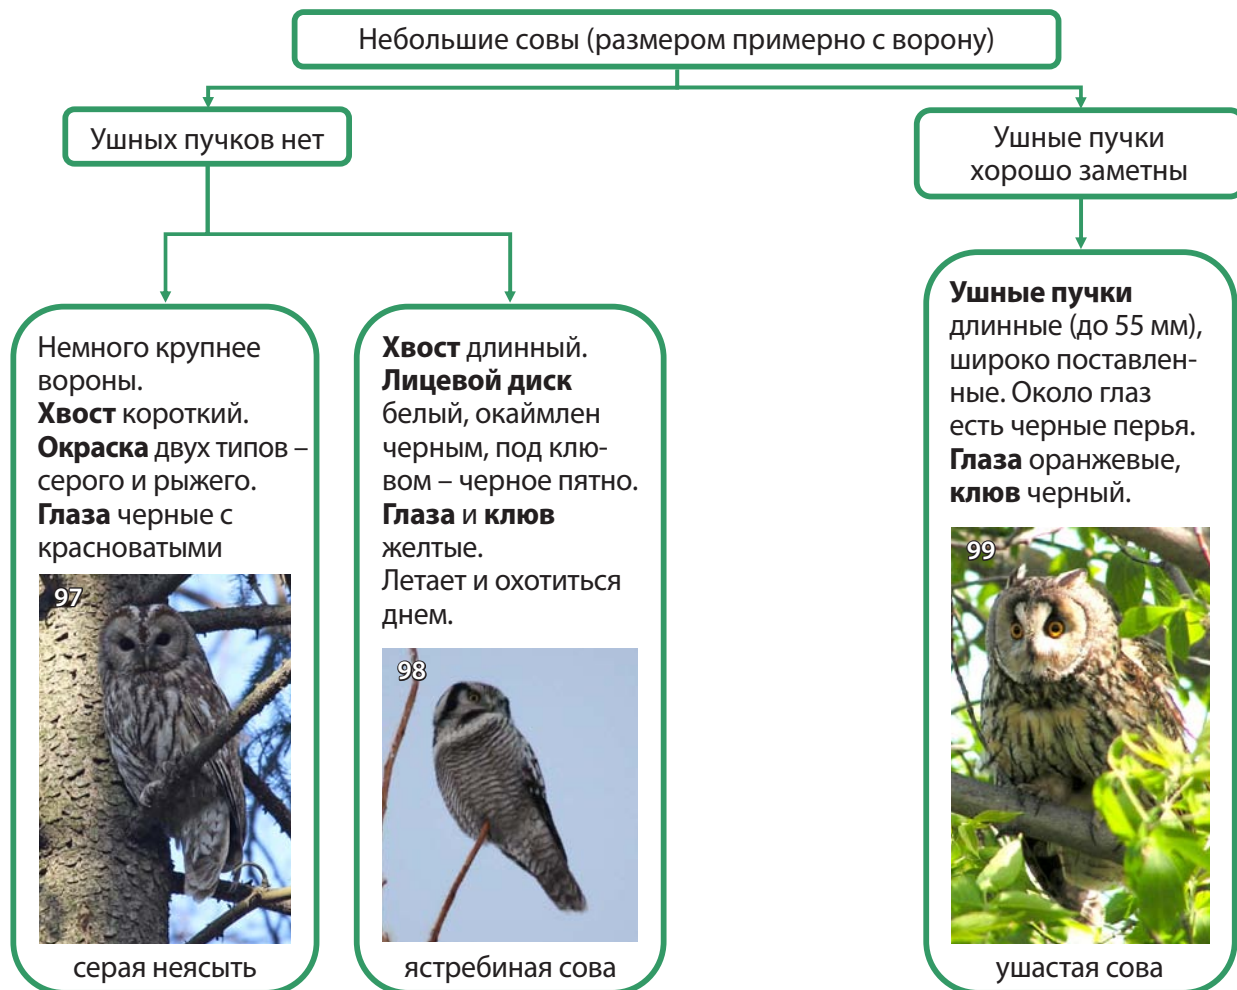 Небольшие совы (размером примерно с ворону)
Ушных пучков нет
Ушные пучки
хорошо заметны
Немного крупнее
вороны.
Хвост короткий.
Окраска двух типов –
серого и рыжего.
Глаза черные с
красноватыми
97
серая неясыть
Хвост длинный.
Лицевой диск
белый, окаймлен
черным, под клю-
вом – черное пятно.
Глаза и клюв
желтые.
Летает и охотиться
днем.
98
ястребиная сова
Ушные пучки
длинные (до 55 мм),
широко поставлен-
ные. Около глаз
есть черные перья.
Глаза оранжевые,
клюв черный.
99
ушастая сова